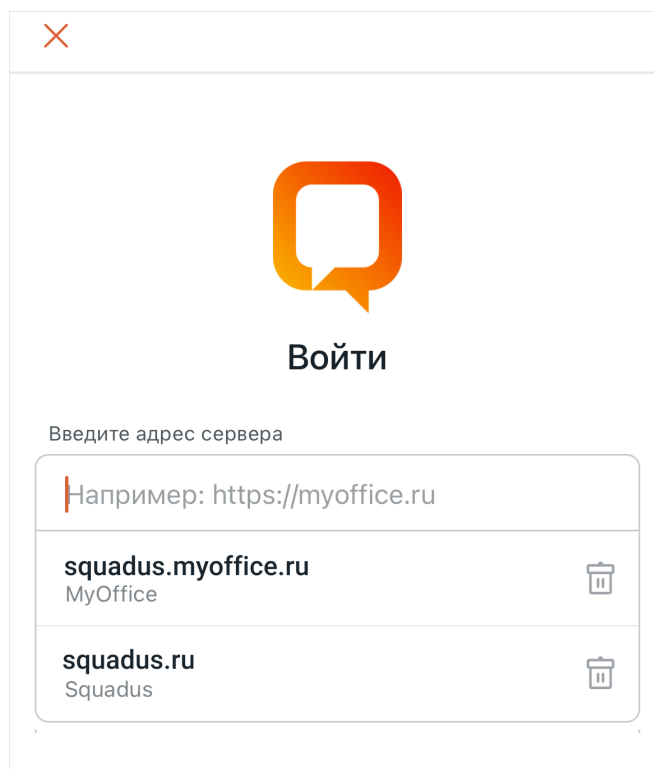 Войти
Введите адрес сервера
Например: https://myoffice.ru
squadus.myoffice.ru
MyOffice
squadus.ru
Squadus